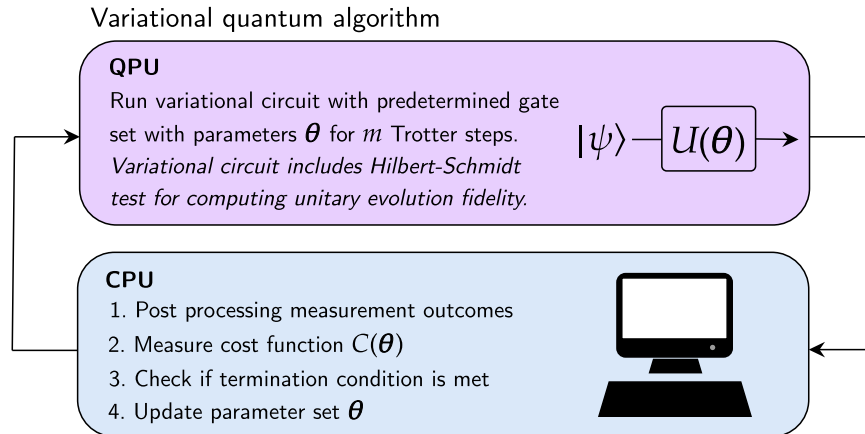 Variational quantum algorithm
QPU
Run variational circuit with predetermined gate
set with parameters θ for m Trotter steps.
Variational circuit includes Hilbert-Schmidt
test for computing unitary evolution fidelity.
|ψ⟩ U(θ)
CPU
1. Post processing measurement outcomes
2. Measure cost function C(θ)
3. Check if termination condition is met
4. Update parameter set θ